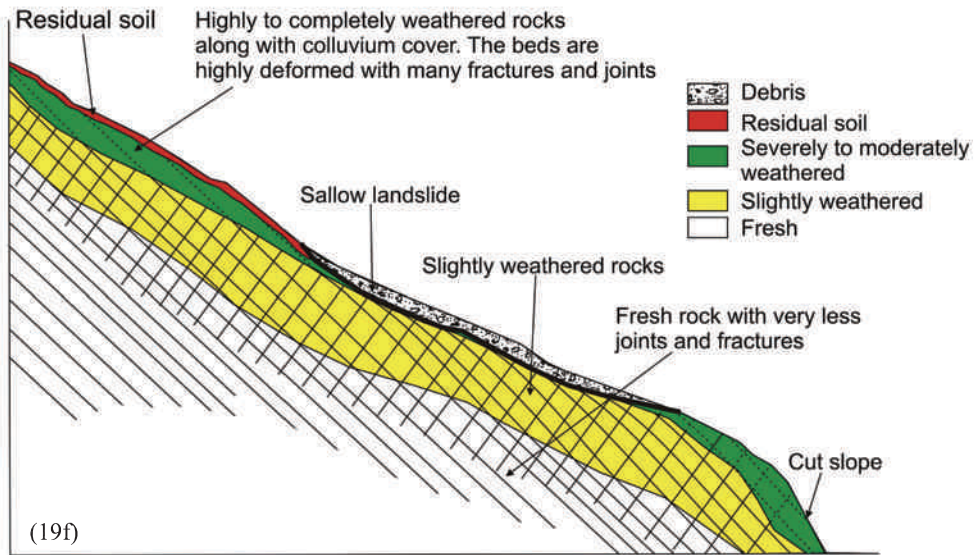 Residual soil
Highly to completely weathered rocks
along with colluvium cover. The beds are
highly deformed with many fractures and joints
Debris
Residual soil
Severely to moderately
weathered
Slightly weathered
Fresh
Sallow landslide
Slightly weathered rocks
Fresh rock with very less
joints and fractures
Cut slope
(19f)